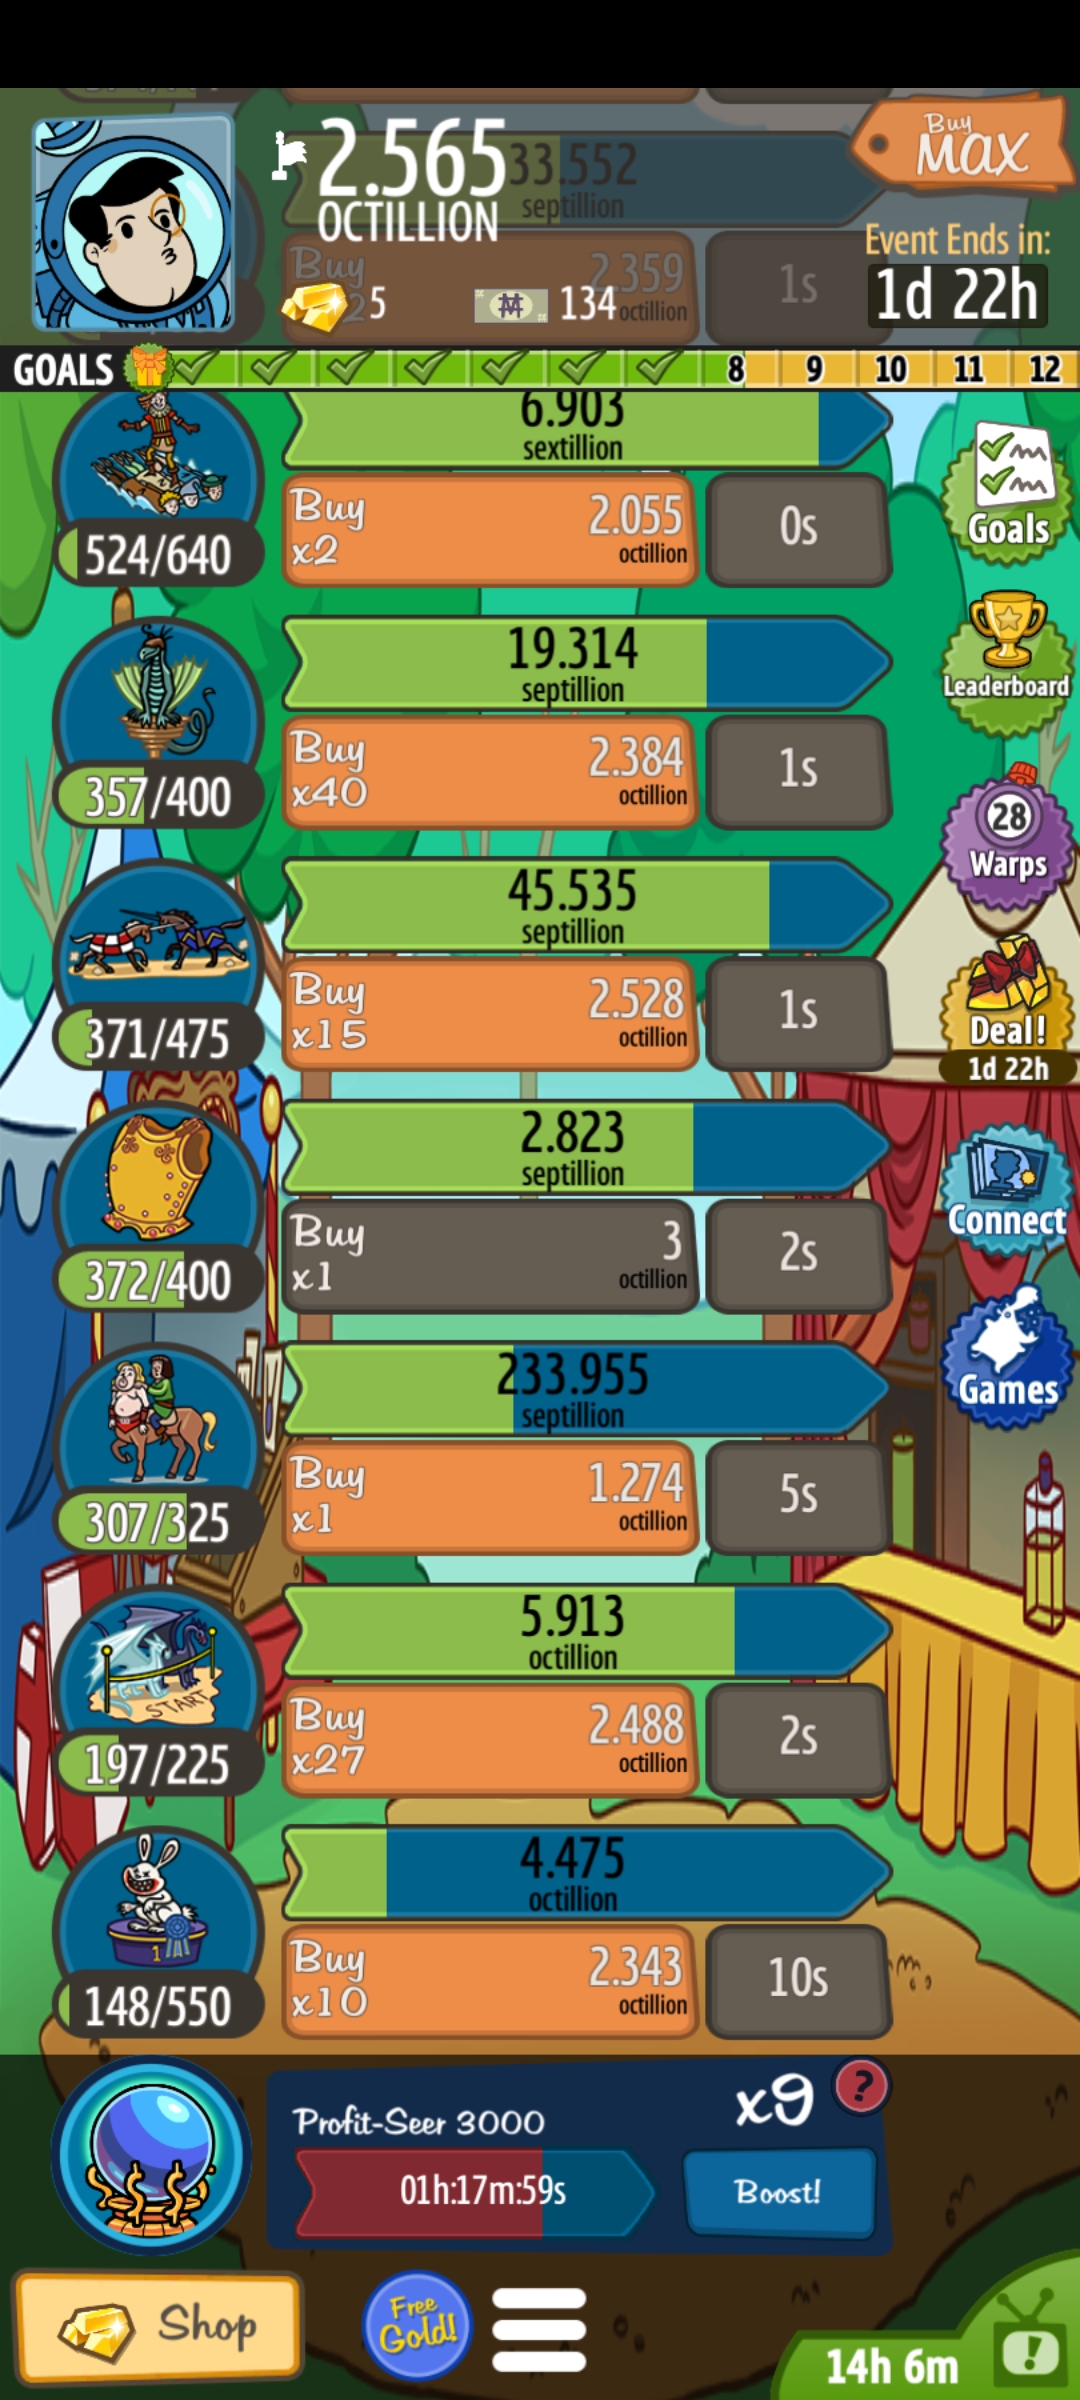 2.565
OCTILLION
33.552
septillion
Buy
MAX
Buy
2.359
octillion
1s
5
134
Event Ends in:
1d 22h
GOALS
8 9 10 11 12
6.903
sextillion
524/640
Buy
x2
2.055
octillion
0s
Goals
19.314
septillion
357/400
Buy
x40
2.384
octillion
1s
Leaderboard
28
Warps
45.535
septillion
371/475
Buy
x15
2.528
octillion
1s
Deal!
1d 22h
2.823
septillion
372/400
Buy
x1
3
octillion
2s
Connect
233.955
septillion
307/325
Buy
x1
1.274
octillion
5s
Games
5.913
octillion
START
197/225
Buy
x27
2.488
octillion
2s
4.475
octillion
1
148/550
Buy
x10
2.343
octillion
10s
Profit-Seer 3000
x9
?
01h:17m:59s
Boost!
Shop
Free
Gold!
14h 6m
!